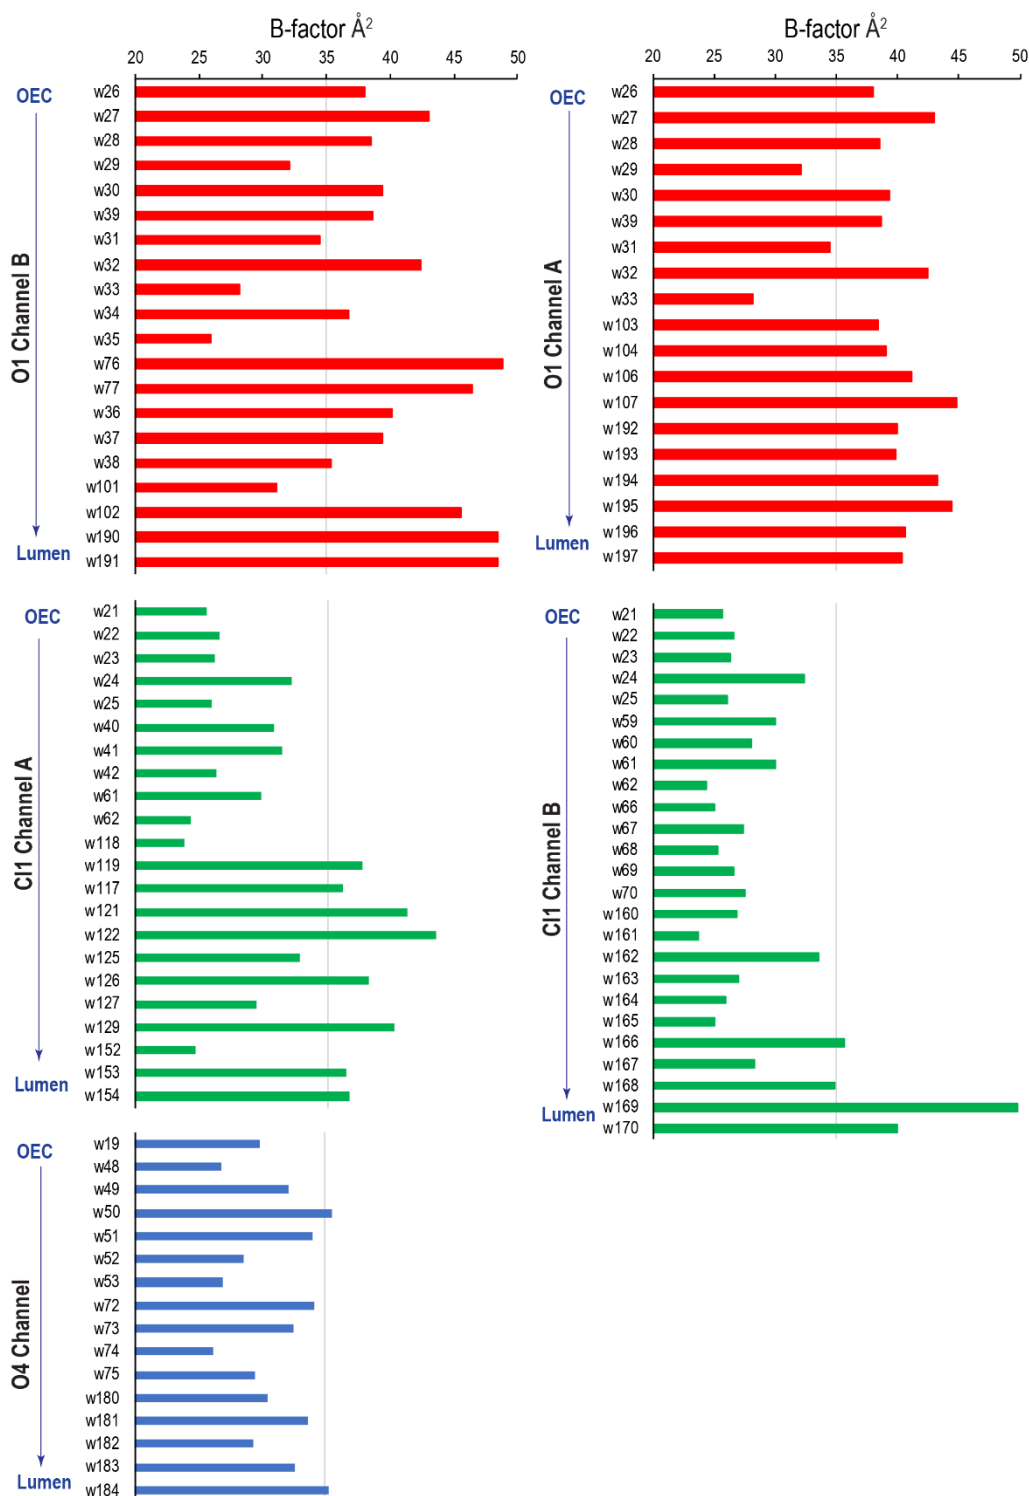 B-factor Å²
20 25 30 35 40 45 50
OEC
O1 Channel B
Lumen
w26
w27
w28
w29
w30
w39
w31
w32
w33
w34
w35
w76
w77
w36
w37
w38
w101
w102
w190
w191
B-factor Å²
20 25 30 35 40 45 50
OEC
O1 Channel A
Lumen
w26
w27
w28
w29
w30
w39
w31
w32
w33
w103
w104
w106
w107
w192
w193
w194
w195
w196
w197
OEC
Cl1 Channel A
Lumen
w21
w22
w23
w24
w25
w40
w41
w42
w61
w62
w118
w119
w117
w121
w122
w125
w126
w127
w129
w152
w153
w154
OEC
Cl1 Channel B
Lumen
w21
w22
w23
w24
w25
w59
w60
w61
w62
w66
w67
w68
w69
w70
w160
w161
w162
w163
w164
w165
w166
w167
w168
w169
w170
OEC
O4 Channel
Lumen
w19
w48
w49
w50
w51
w52
w53
w72
w73
w74
w75
w180
w181
w182
w183
w184